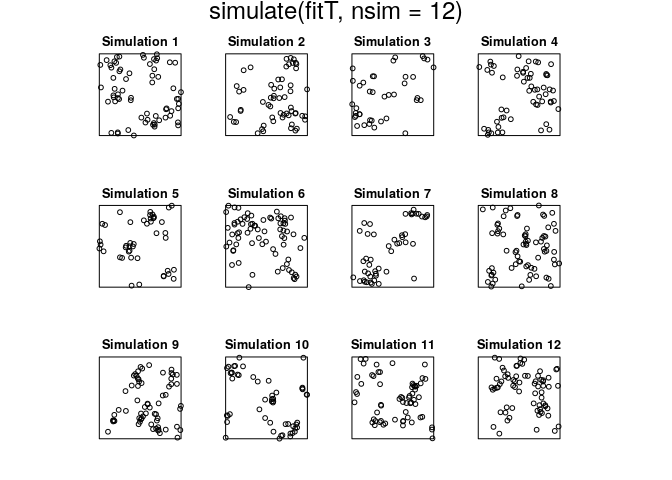 simulate(fitT, nsim = 12)
Simulation 1 Simulation 2 Simulation 3 Simulation 4
Simulation 5 Simulation 6 Simulation 7 Simulation 8
Simulation 9 Simulation 10 Simulation 11 Simulation 12